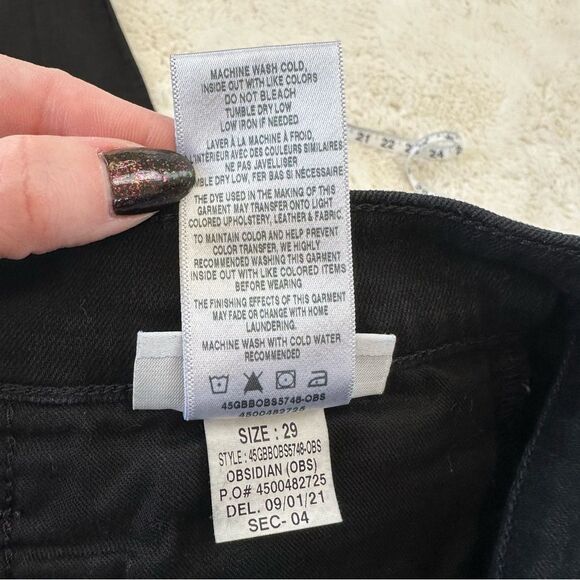 MACHINE WASH COLD,
INSIDE OUT WITH LIKE COLORS
DO NOT BLEACH
TUMBLE DRY LOW
LOW IRON IF NEEDED
LAVER À LA MACHINE À FROID,
L'INTÉRIEUR AVEC DES COULEURS SIMILAIRES
NE PAS JAVELLISER
MBLE DRY LOW, FER BAS SI NÉCESSAIRE
THE DYE USED IN THE MAKING OF THIS
GARMENT MAY TRANSFER ONTO LIGHT
COLORED UPHOLSTERY, LEATHER & FABRIC.
TO MAINTAIN COLOR AND HELP PREVENT
COLOR TRANSFER, WE HIGHLY
RECOMMENDED WASHING THIS GARMENT
INSIDE OUT WITH LIKE COLORED ITEMS
BEFORE WEARING
THE FINISHING EFFECTS OF THIS GARMENT
MAY FADE OR CHANGE WITH HOME
LAUNDERING.
MACHINE WASH WITH COLD WATER
RECOMMENDED
45GBBOBS5748-OBS
4500482725
SIZE : 29
STYLE : 45GBBOBS5748-OBS
OBSIDIAN (OBS)
P.O# 4500482725
DEL. 09/01/21
SEC- 04
21 22 24